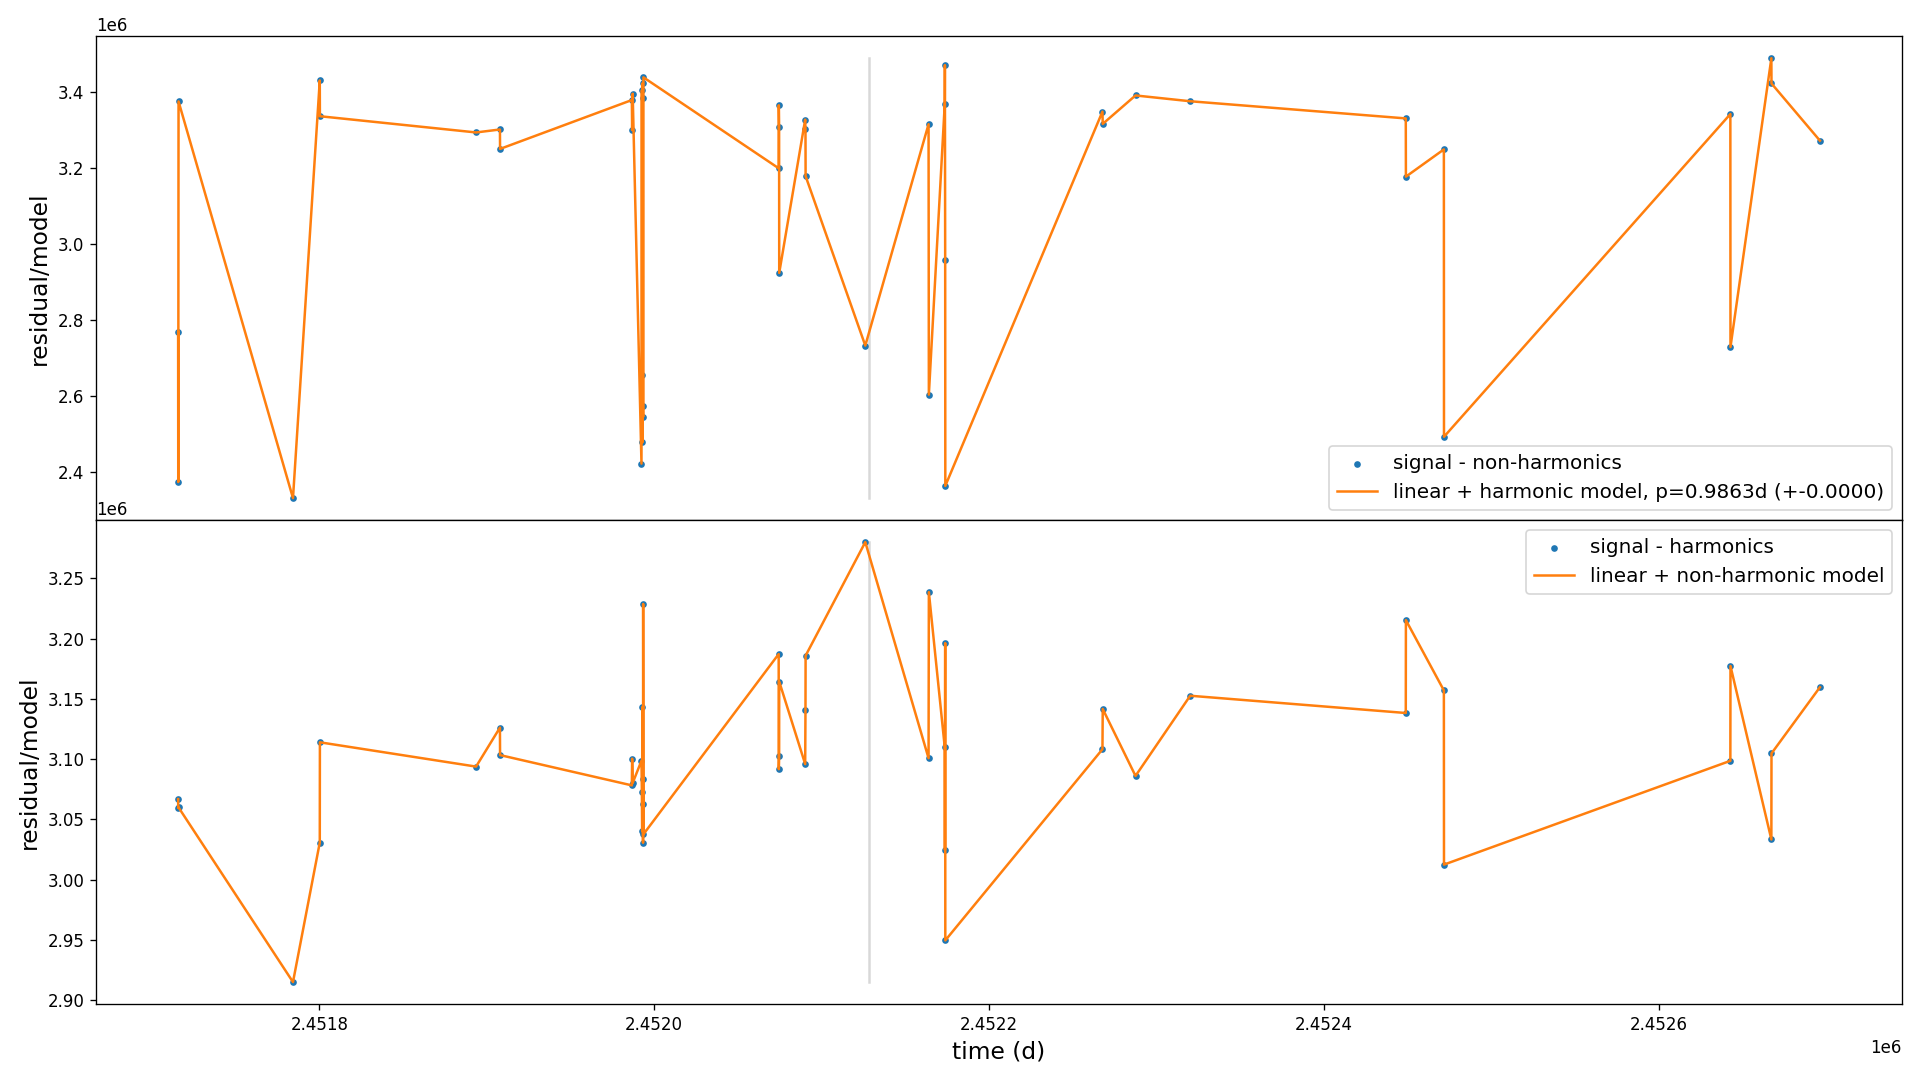 1e6
3.4
3.2
3.0
2.8
2.6
2.4
residual/model
signal - non-harmonics
linear + harmonic model, p=0.9863d (+-0.0000)
1e6
signal - harmonics
linear + non-harmonic model
3.25
3.20
3.15
3.10
3.05
3.00
2.95
2.90
residual/model
2.4518
2.4520
2.4522
2.4524
2.4526
1e6
time (d)